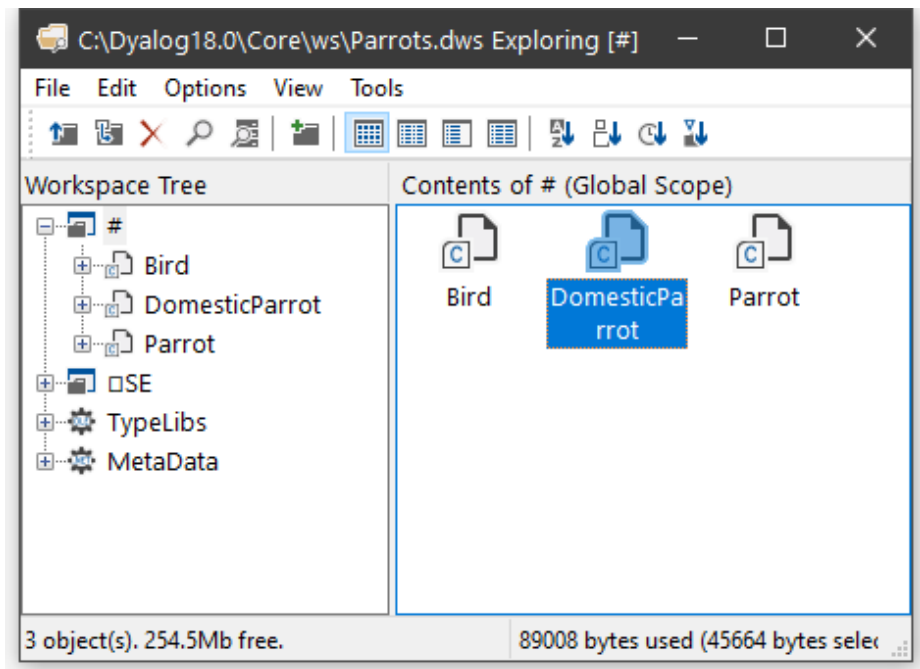 C:\Dyalog18.0\Core\ws\Parrots.dws Exploring [#]
File Edit Options View Tools
Workspace Tree
#
Bird
DomesticParrot
Parrot
⎕SE
TypeLibs
MetaData
Contents of # (Global Scope)
Bird
DomesticPa
rrot
Parrot
3 object(s). 254.5Mb free.
89008 bytes used (45664 bytes selec